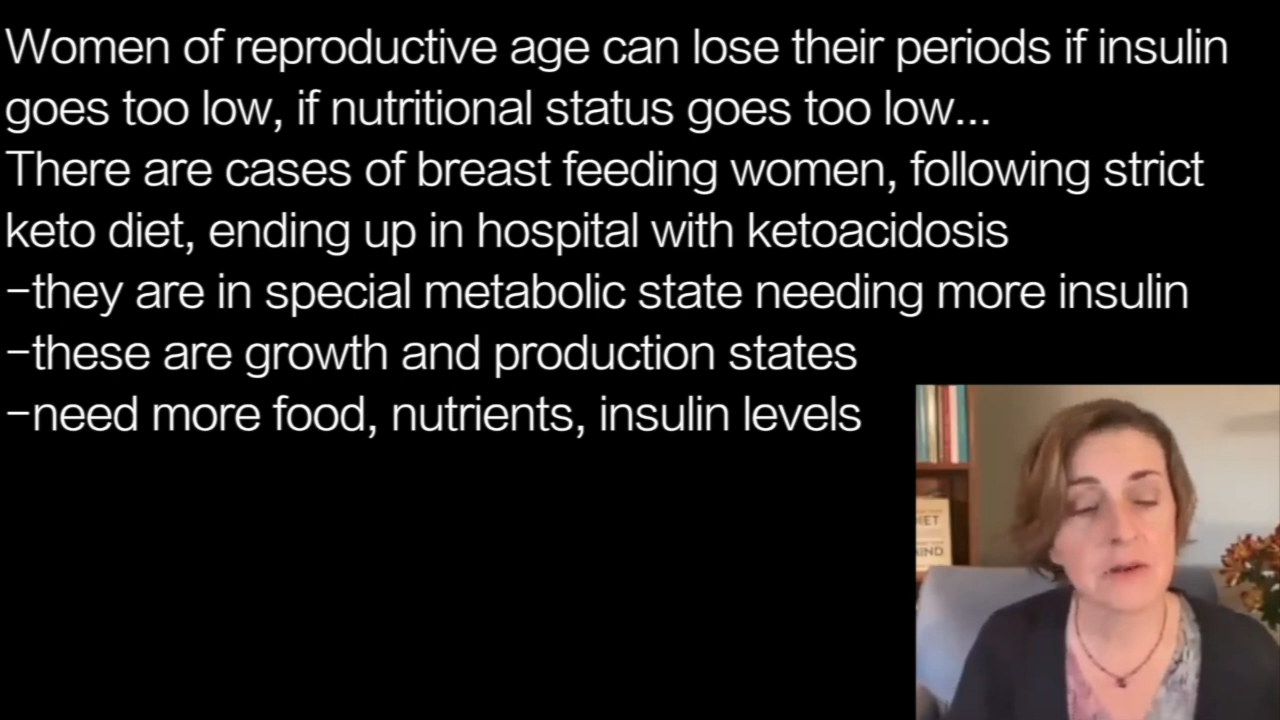 Women of reproductive age can lose their periods if insulin
goes too low, if nutritional status goes too low...
There are cases of breast feeding women, following strict
keto diet, ending up in hospital with ketoacidosis
−they are in special metabolic state needing more insulin
−these are growth and production states
−need more food, nutrients, insulin levels